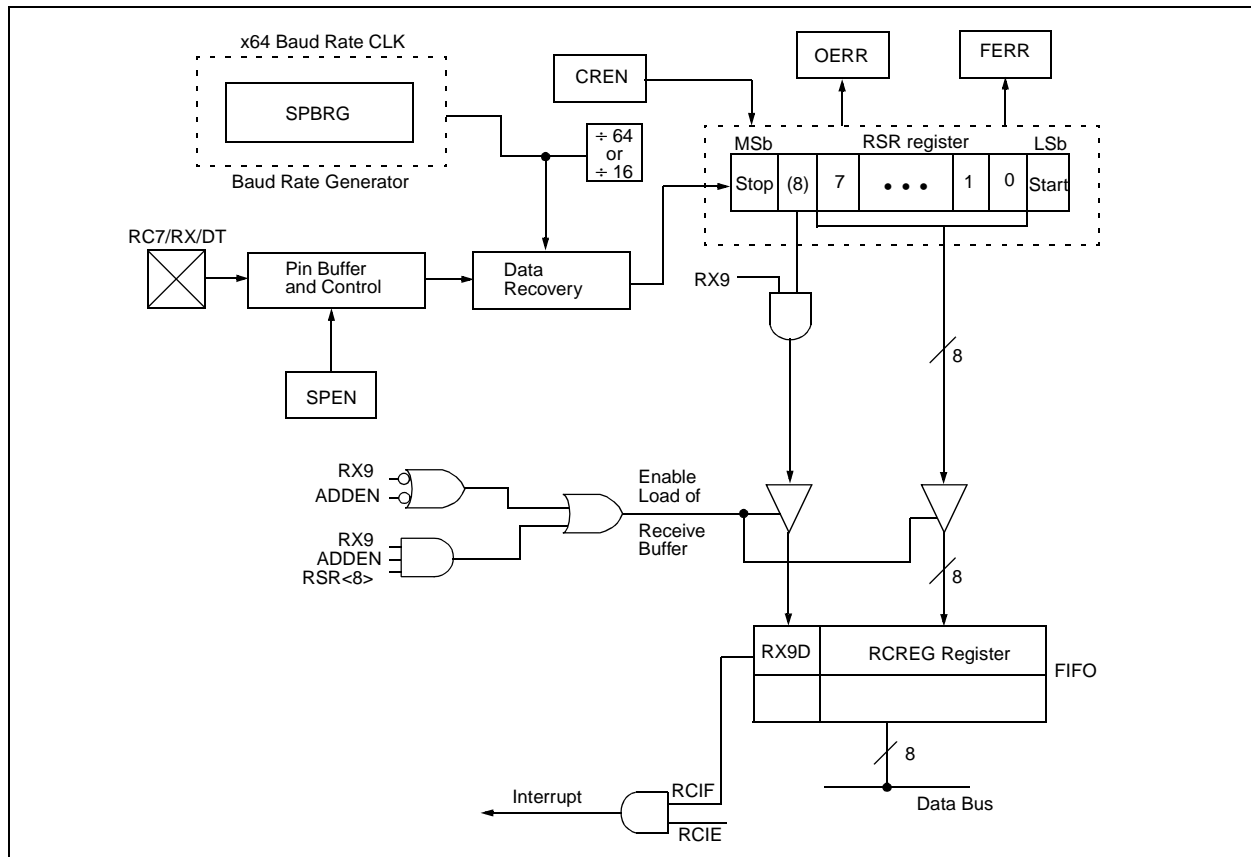 x64 Baud Rate CLK
SPBRG
Baud Rate Generator
CREN
OERR
FERR
÷ 64
or
÷ 16
MSb
RSR register
LSb
Stop
(8)
7
• • •
1
0
Start
RC7/RX/DT
Pin Buffer
and Control
Data
Recovery
SPEN
RX9
8
RX9
ADDEN
RX9
ADDEN
RSR<8>
Enable
Load of
Receive
Buffer
8
RX9D
RCREG Register
FIFO
8
Data Bus
Interrupt
RCIF
RCIE